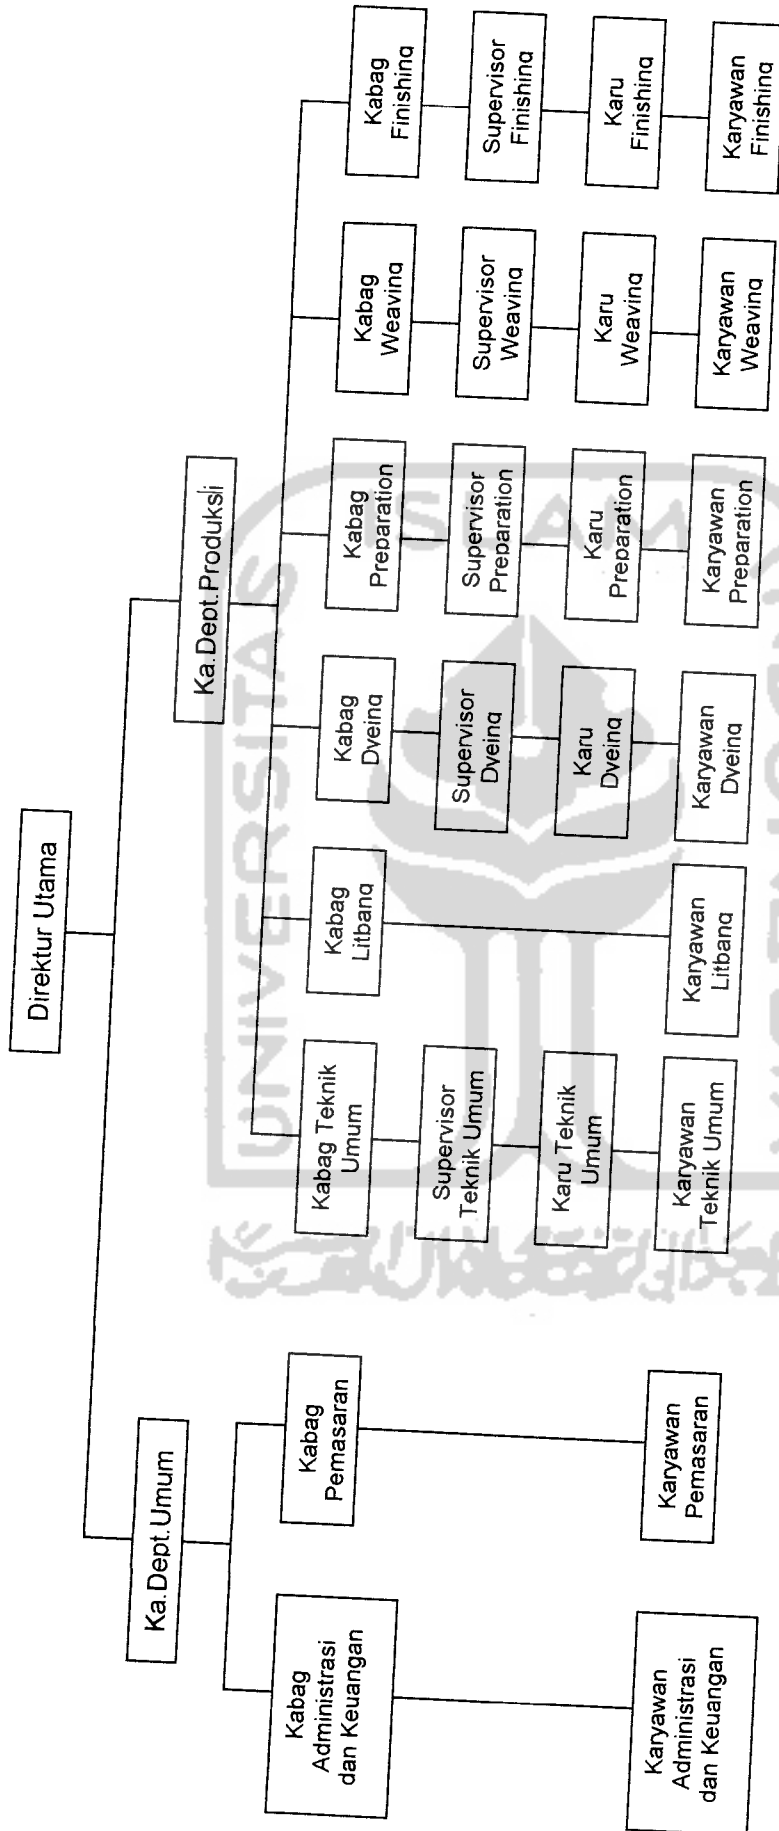 Direktur Utama
Ka.Dept.Umum
Ka.Dept.Produksi
Kabag
Administrasi
dan Keuangan
Kabag
Pemasaran
Kabag Teknik
Umum
Kabag
Litbang
Kabag
Dyeing
Kabag
Preparation
Kabag
Weaving
Kabag
Finishing
Supervisor
Teknik Umum
Supervisor
Dyeing
Supervisor
Preparation
Supervisor
Weaving
Supervisor
Finishing
Karu Teknik
Umum
Karu
Dyeing
Karu
Preparation
Karu
Weaving
Karu
Finishing
Karyawan
Administrasi
dan Keuangan
Karyawan
Pemasaran
Karyawan
Teknik Umum
Karyawan
Litbang
Karyawan
Dyeing
Karyawan
Preparation
Karyawan
Weaving
Karyawan
Finishing
UNIVERSITAS
ISLAM